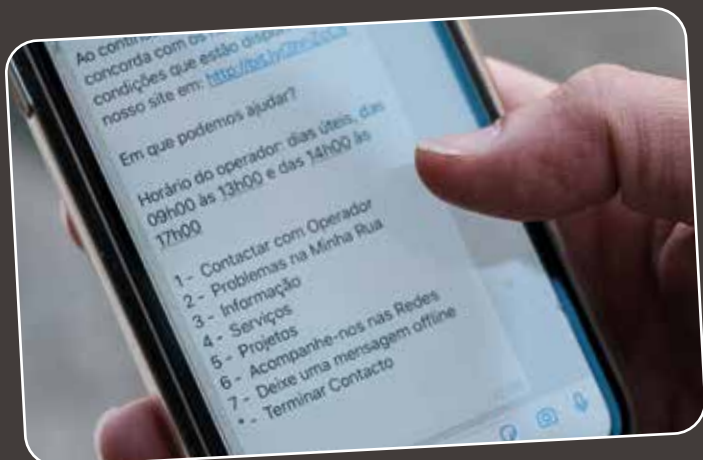 Ao
concorda com os
condições que estão
nosso site em:
Em que podemos ajudar?
Horário do operador: dias úteis, das
09h00 às 13h00 e das 14h00 às
17h00
1 - Contactar com Operador
2 - Problemas na Minha Rua
3 - Informação
4 - Serviços
5 - Projetos
6 - Acompanhe-nos nas Redes
7 - Deixe uma mensagem offline
* - Terminar Contacto